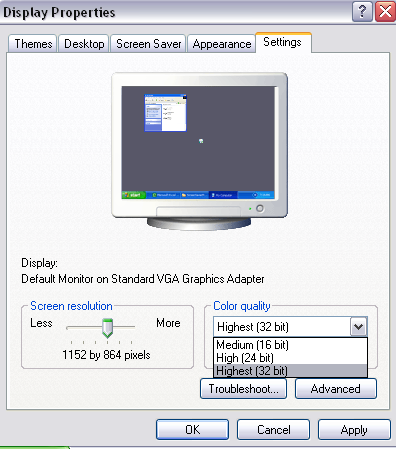 Display Properties
Themes Desktop Screen Saver Appearance Settings
start
Display:
Default Monitor on Standard VGA Graphics Adapter
Screen resolution
Less More
1152 by 864 pixels
Color quality
Highest (32 bit)
Medium (16 bit)
High (24 bit)
Highest (32 bit)
Troubleshoot... Advanced
OK Cancel Apply